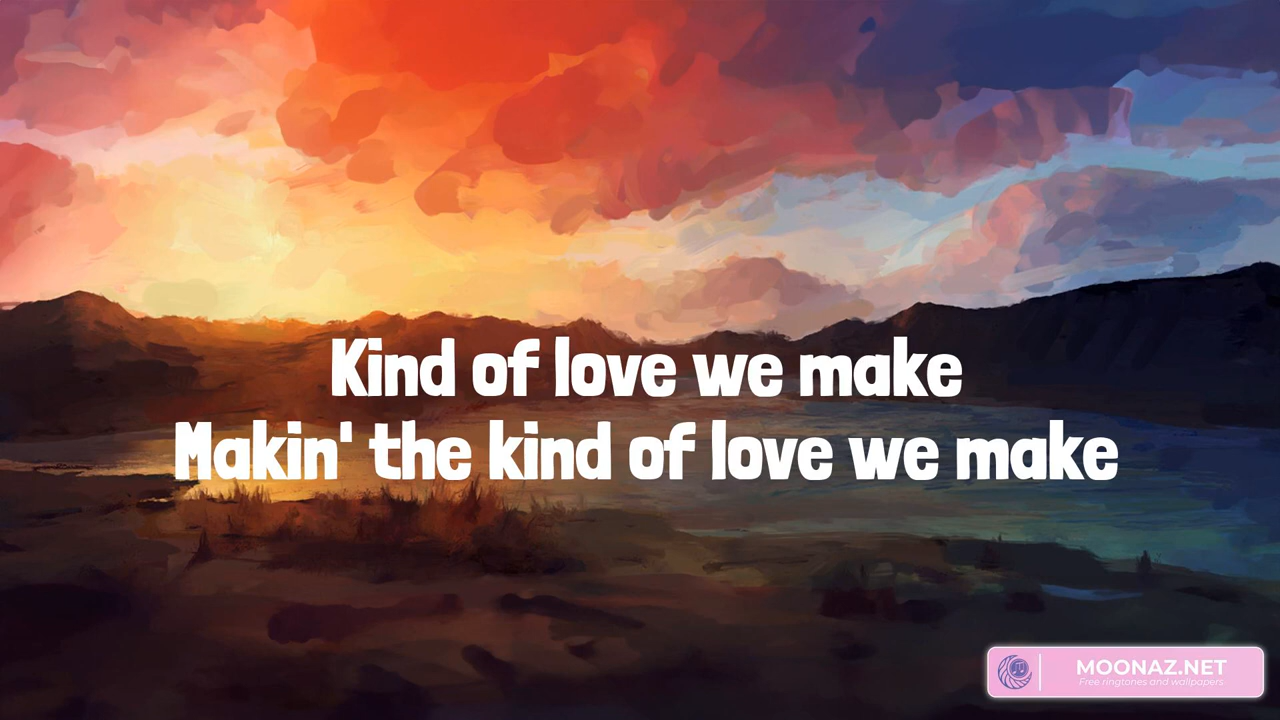 Kind of love we make
Makin' the kind of love we make
MOONAZ.NET
Free ringtones and wallpapers